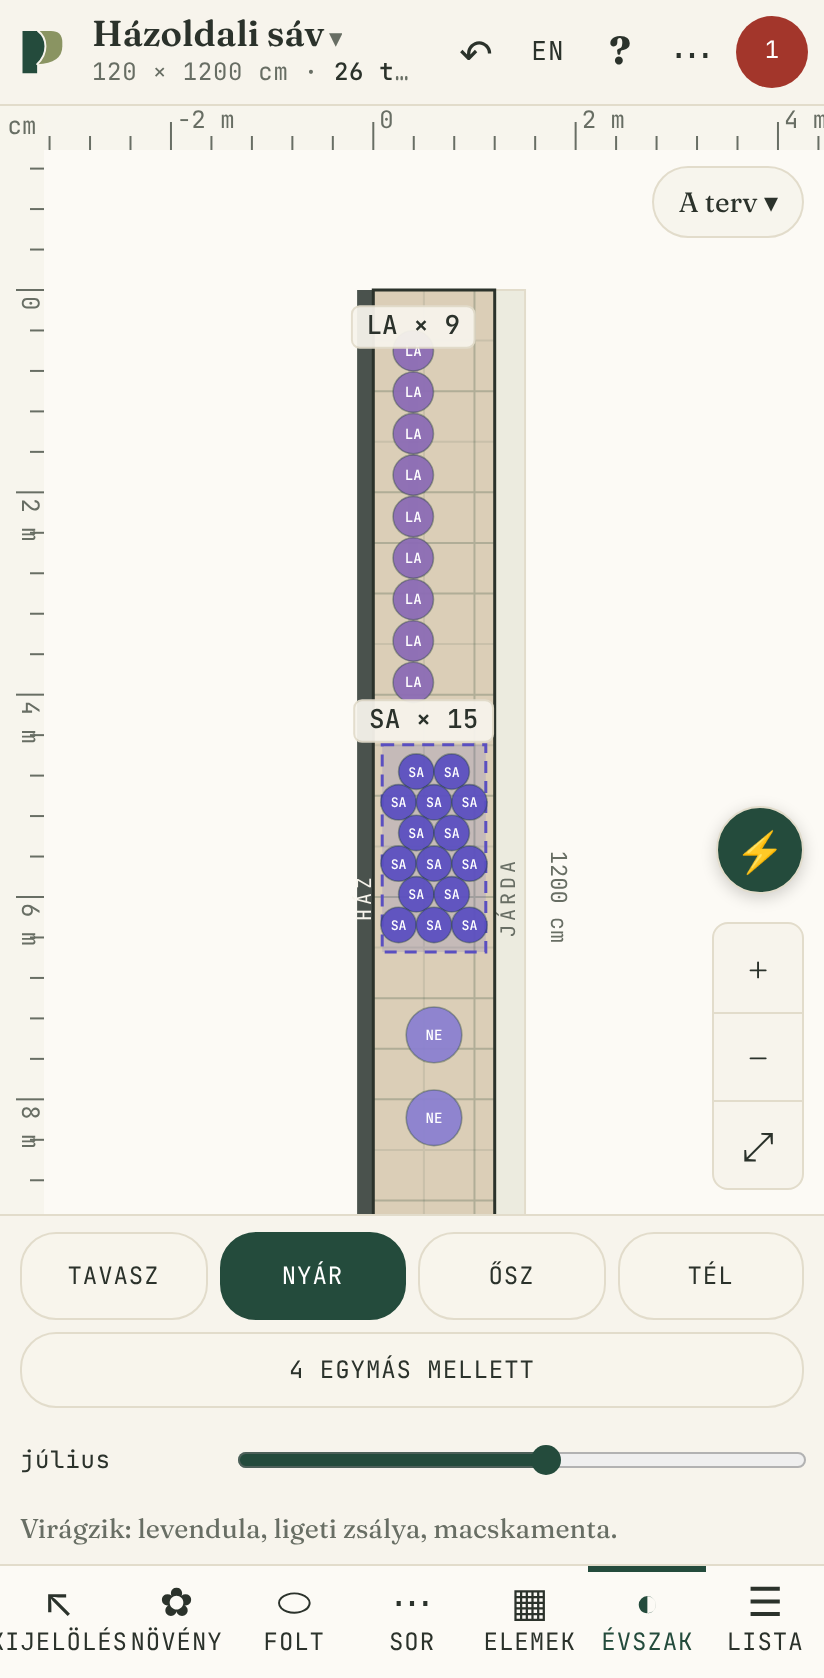 Házoldali sáv ▾
120 × 1200 cm · 26 t…
EN
?
…
1
cm
-2 m
0
2 m
4 m
A terv ▾
0
2 m
4 m
6 m
8 m
LA × 9
LA
LA
LA
LA
LA
LA
LA
LA
LA
SA × 15
SA SA
SA SA SA
SA SA
SA SA SA
SA SA
SA SA SA
HÁZ
JÁRDA
1200 cm
NE
NE
+
−
TAVASZ
NYÁR
ŐSZ
TÉL
4 EGYMÁS MELLETT
július
Virágzik: levendula, ligeti zsálya, macskamenta.
KIJELÖLÉS
NÖVÉNY
FOLT
SOR
ELEMEK
ÉVSZAK
LISTA